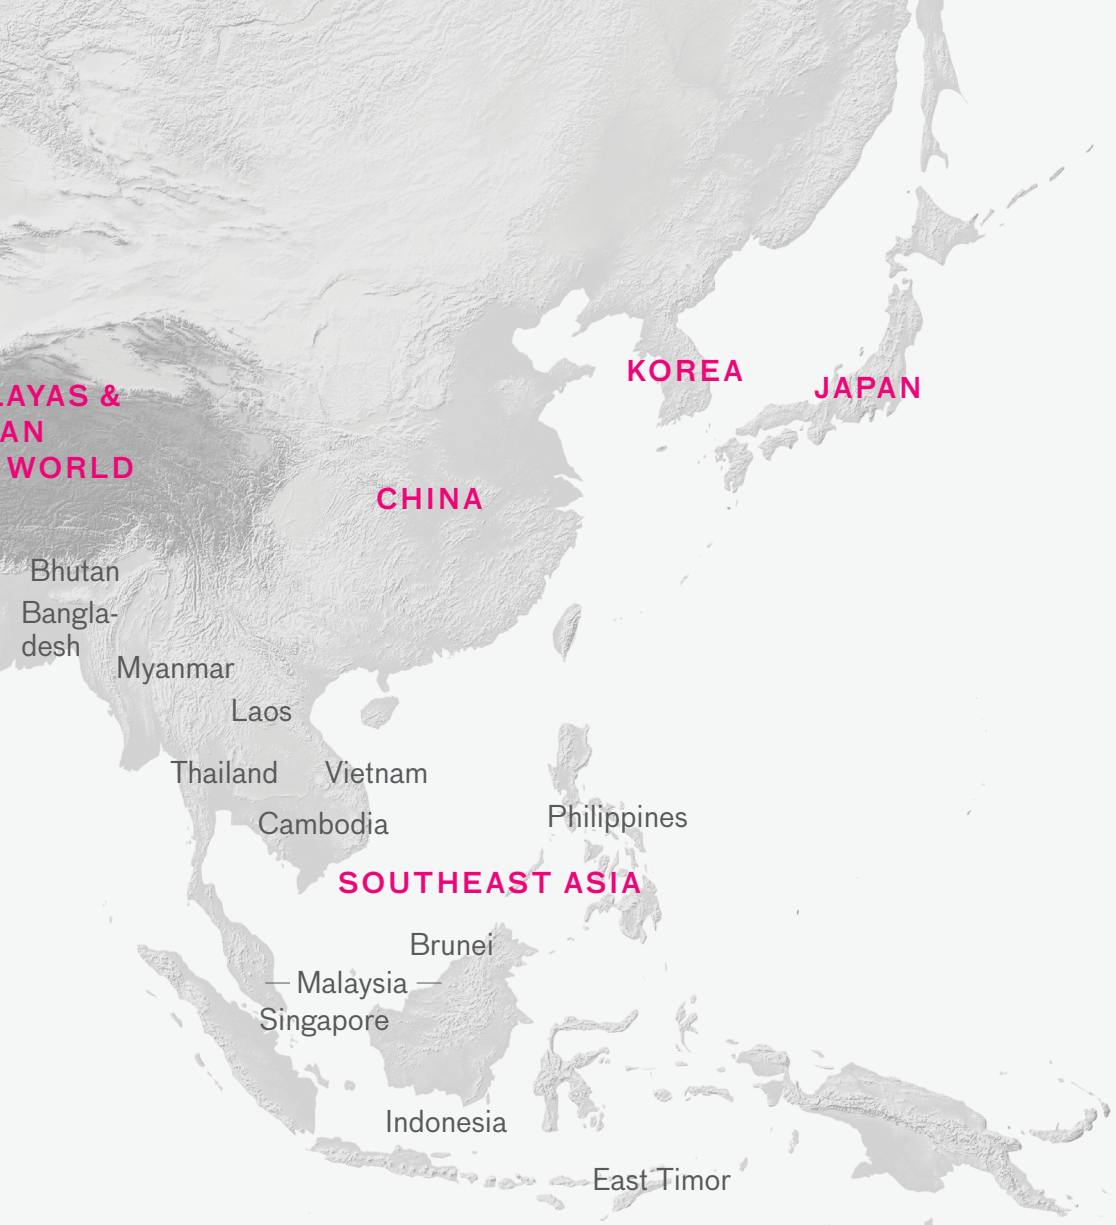 KOREA
JAPAN
LAYAS &
AN
WORLD
CHINA
Bhutan
Bangla-
desh
Myanmar
Laos
Thailand
Vietnam
Cambodia
Philippines
SOUTHEAST ASIA
Brunei
Malaysia
Singapore
Indonesia
East Timor